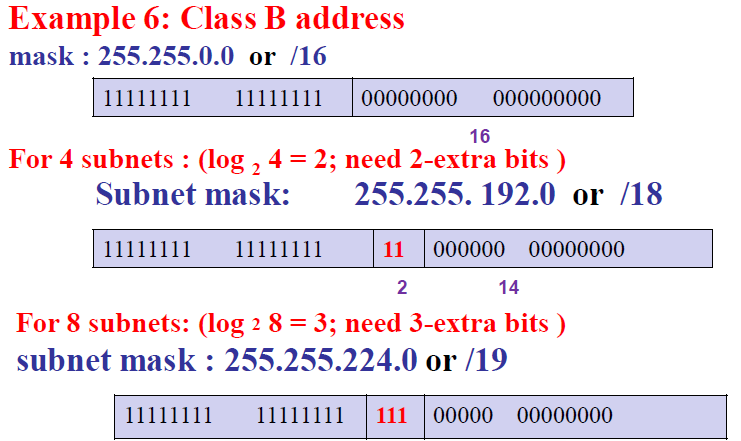 Example 6: Class B address
mask : 255.255.0.0 or /16
11111111 11111111 00000000 000000000
16
For 4 subnets : (log 2 4 = 2; need 2-extra bits )
Subnet mask: 255.255. 192.0 or /18
11111111 11111111 11 000000 00000000
2 14
For 8 subnets: (log 2 8 = 3; need 3-extra bits )
subnet mask : 255.255.224.0 or /19
11111111 11111111 111 00000 00000000